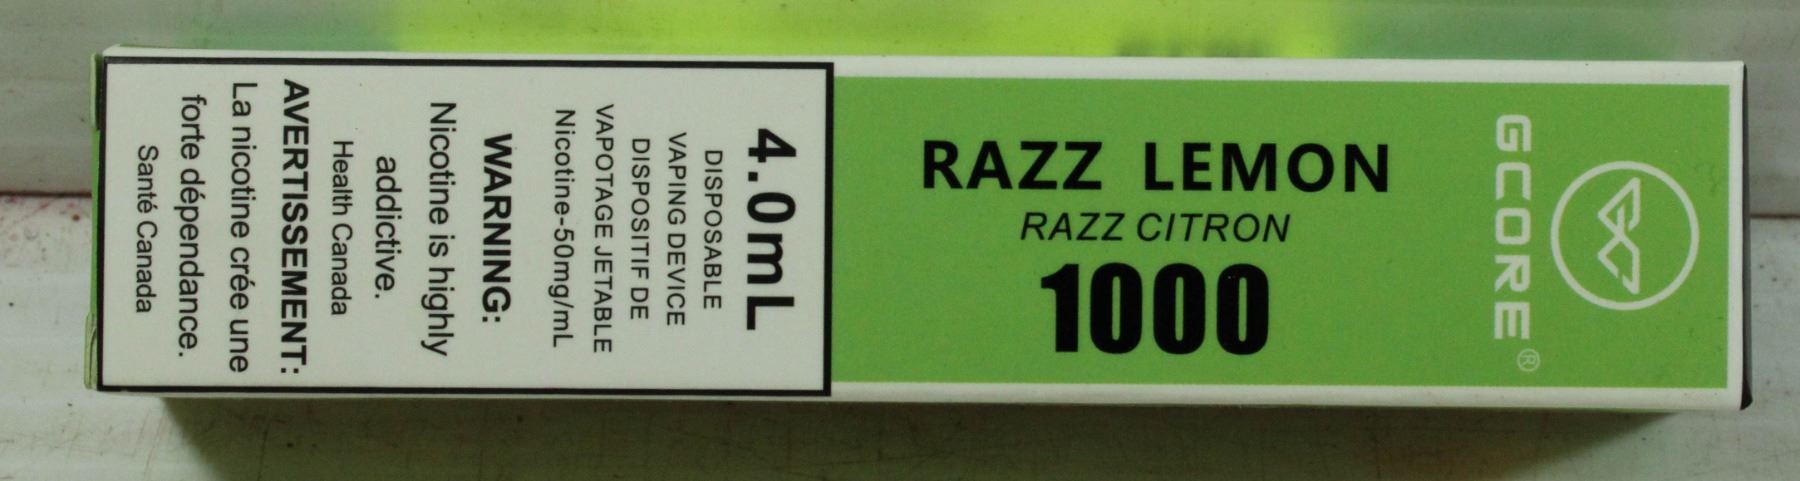 GCORE®
RAZZ LEMON
RAZZ CITRON
1000
4.0mL
DISPOSABLE
VAPING DEVICE
DISPOSITIF DE
VAPOTAGE JETABLE
Nicotine-50mg/mL
WARNING:
Nicotine is highly
addictive.
Health Canada
AVERTISSEMENT:
La nicotine crée une
forte dépendance.
Santé Canada